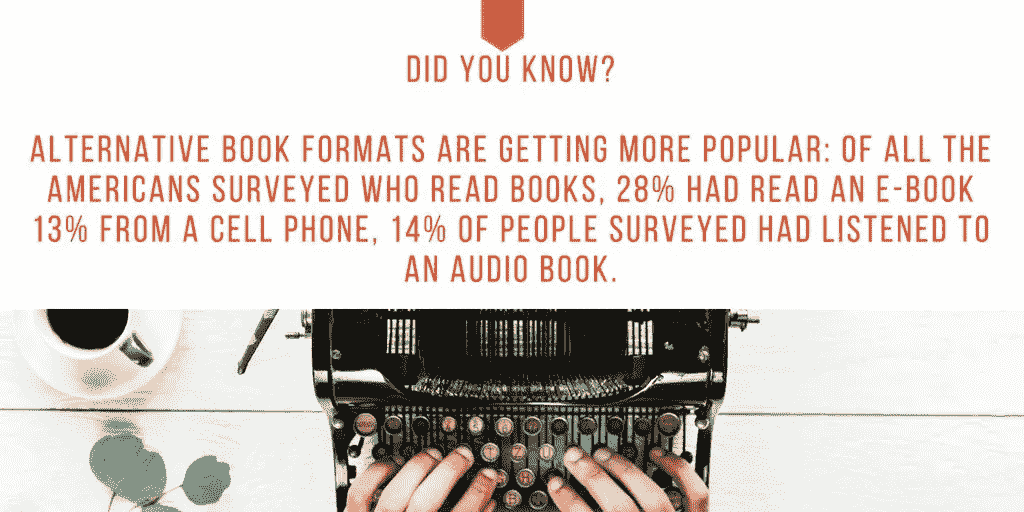 DID YOU KNOW?
ALTERNATIVE BOOK FORMATS ARE GETTING MORE POPULAR: OF ALL THE
AMERICANS SURVEYED WHO READ BOOKS, 28% HAD READ AN E-BOOK
13% FROM A CELL PHONE, 14% OF PEOPLE SURVEYED HAD LISTENED TO
AN AUDIO BOOK.
T Z U
H
B